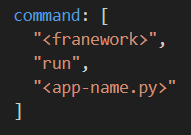 command: [
"<franework>",
"run",
"<app-name.py>"
]